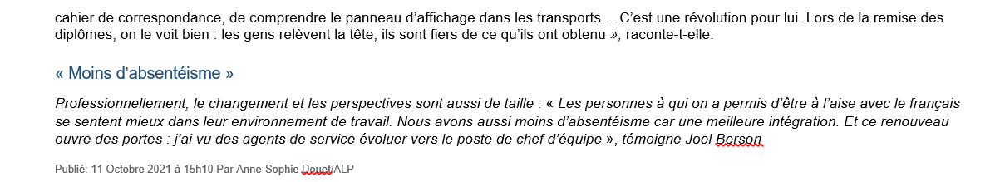 cahier de correspondance, de comprendre le panneau d’affichage dans les transports… C’est une révolution pour lui. Lors de la remise des
diplômes, on le voit bien : les gens relèvent la tête, ils sont fiers de ce qu’ils ont obtenu », raconte-t-elle.
« Moins d’absentéisme »
Professionnellement, le changement et les perspectives sont aussi de taille : « Les personnes à qui on a permis d’être à l’aise avec le français
se sentent mieux dans leur environnement de travail. Nous avons aussi moins d’absentéisme car une meilleure intégration. Et ce renouveau
ouvre des portes : j’ai vu des agents de service évoluer vers le poste de chef d’équipe », témoigne Joël Berson
Publié: 11 Octobre 2021 à 15h10 Par Anne-Sophie Douet/ALP